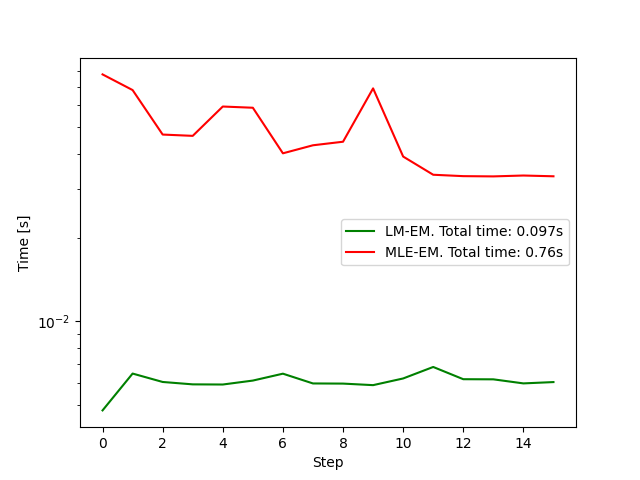 Time [s]
10⁻²
LM-EM. Total time: 0.097s
MLE-EM. Total time: 0.76s
0 2 4 6 8 10 12 14
Step